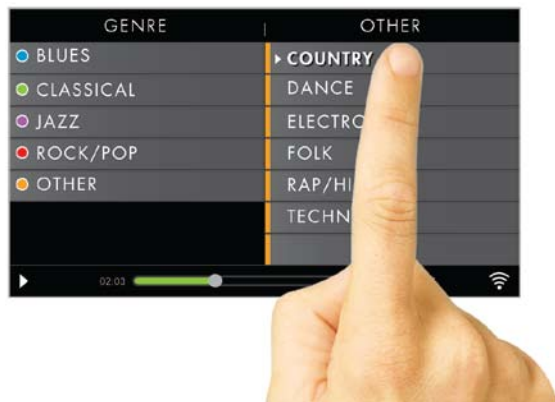 GENRE
OTHER
BLUES
CLASSICAL
JAZZ
ROCK/POP
OTHER
COUNTRY
DANCE
FOLK
02:03